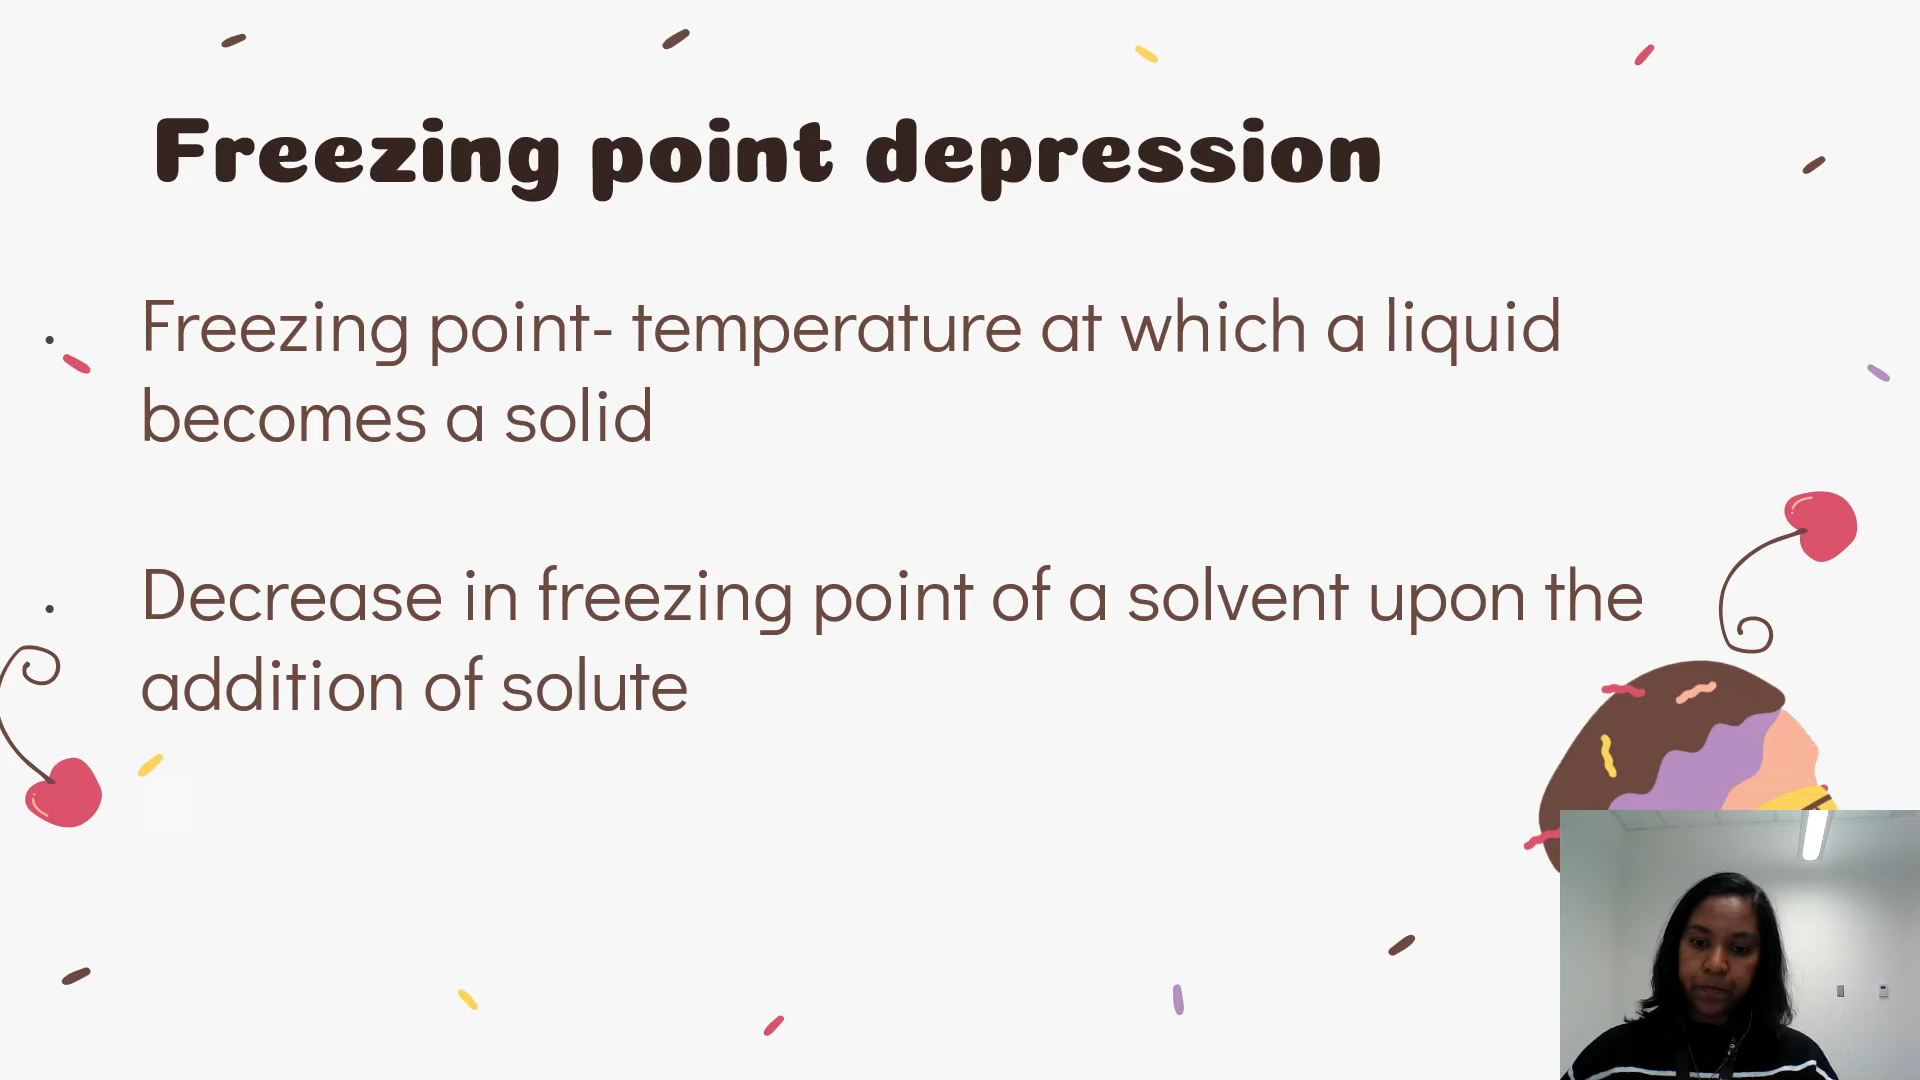 Freezing point depression
• Freezing point- temperature at which a liquid
becomes a solid
• Decrease in freezing point of a solvent upon the
addition of solute